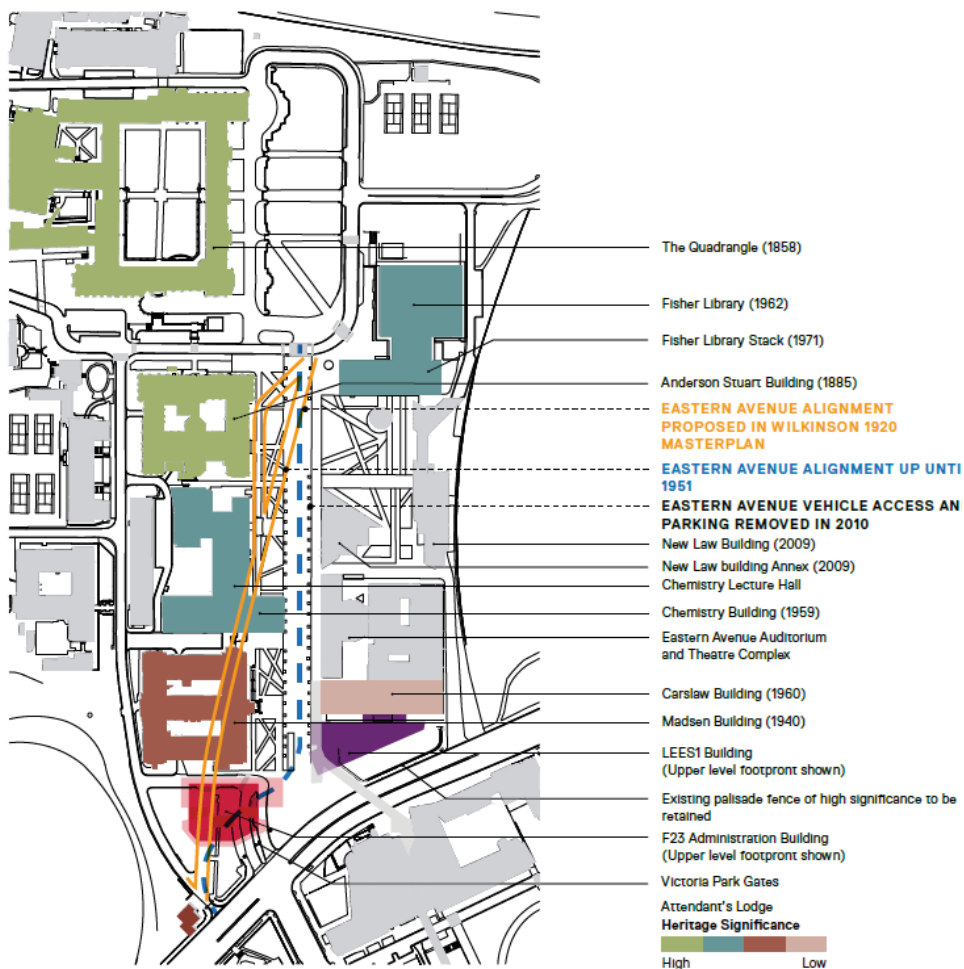 The Quadrangle (1858)
Fisher Library (1962)
Fisher Library Stack (1971)
Anderson Stuart Building (1885)
EASTERN AVENUE ALIGNMENT
PROPOSED IN WILKINSON 1920
MASTERPLAN
EASTERN AVENUE ALIGNMENT UP UNTI
1951
EASTERN AVENUE VEHICLE ACCESS AN
PARKING REMOVED IN 2010
New Law Building (2009)
New Law building Annex (2009)
Chemistry Lecture Hall
Chemistry Building (1959)
Eastern Avenue Auditorium
and Theatre Complex
Carslaw Building (1960)
Madsen Building (1940)
LEES1 Building
(Upper level footpront shown)
Existing palisade fence of high significance to be
retained
F23 Administration Building
(Upper level footpront shown)
Victoria Park Gates
Attendant's Lodge
Heritage Significance
High
Low